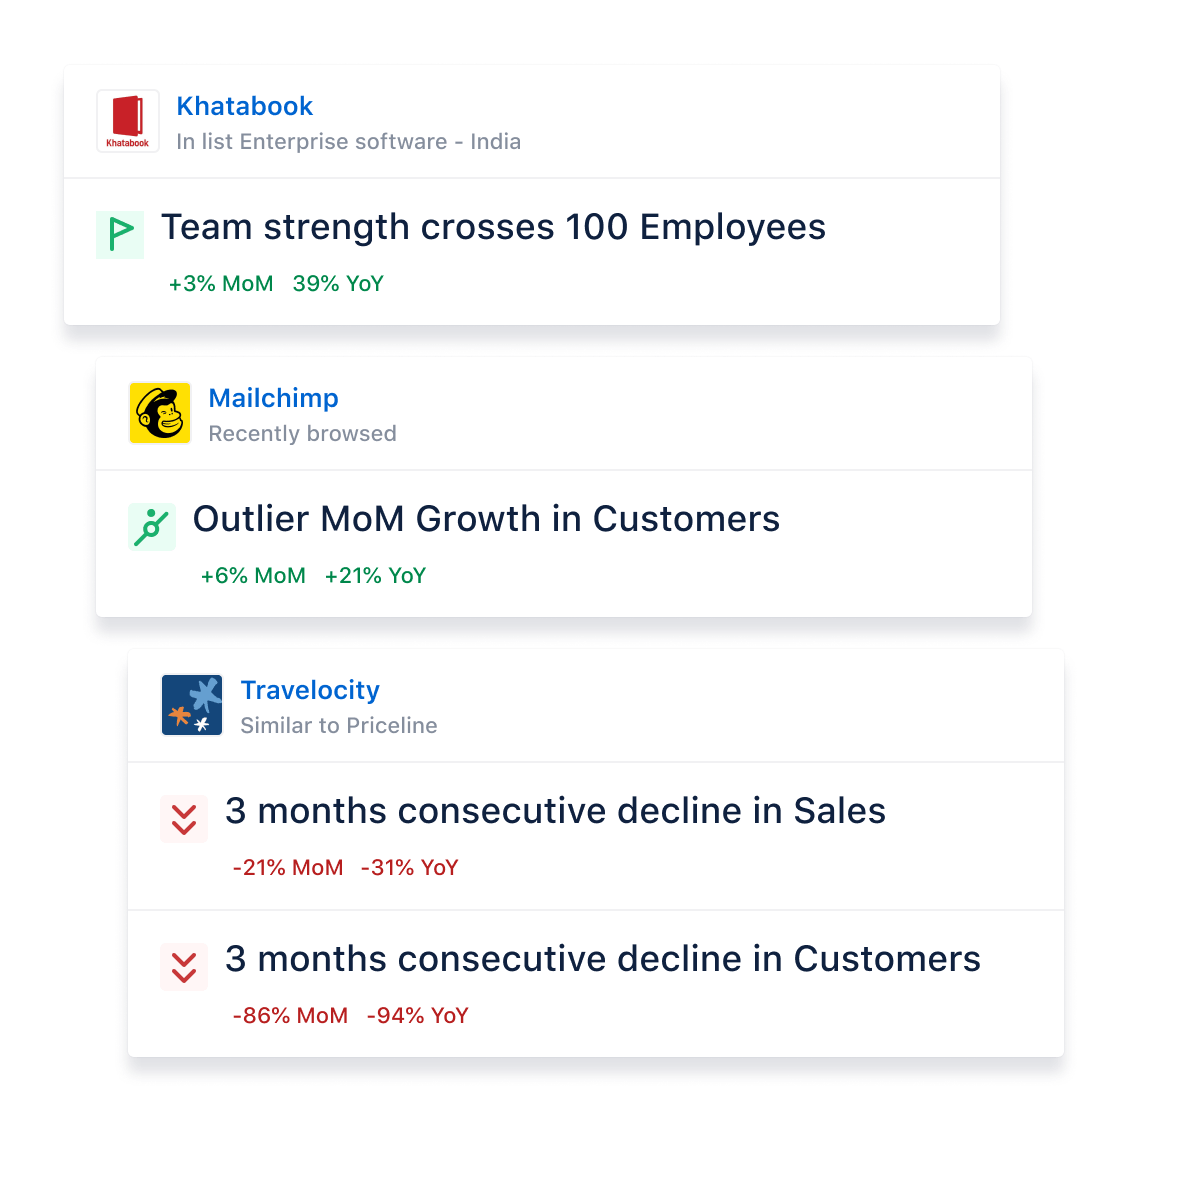 Khatabook
Khatabook
In list Enterprise software - India
Team strength crosses 100 Employees
+3% MoM 39% YoY
Mailchimp
Recently browsed
Outlier MoM Growth in Customers
+6% MoM +21% YoY
Travelocity
Similar to Priceline
3 months consecutive decline in Sales
-21% MoM -31% YoY
3 months consecutive decline in Customers
-86% MoM -94% YoY